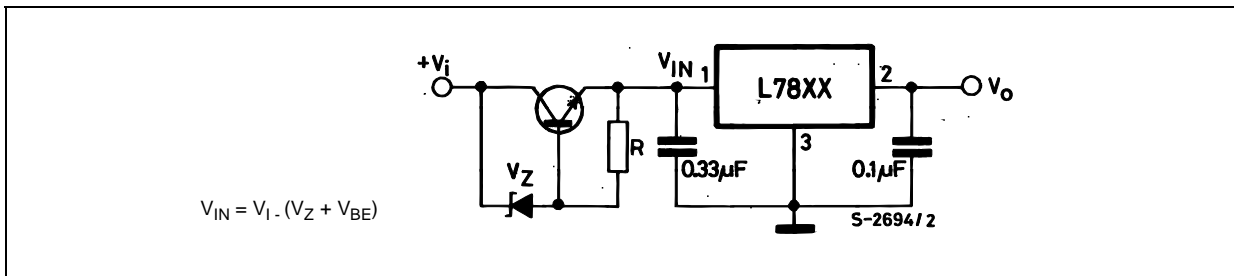 +Vi
VIN
1
L78XX
2
Vo
3
R
0.33µF
0.1µF
VZ
VIN = VI - (VZ + VBE)
S-2694/2